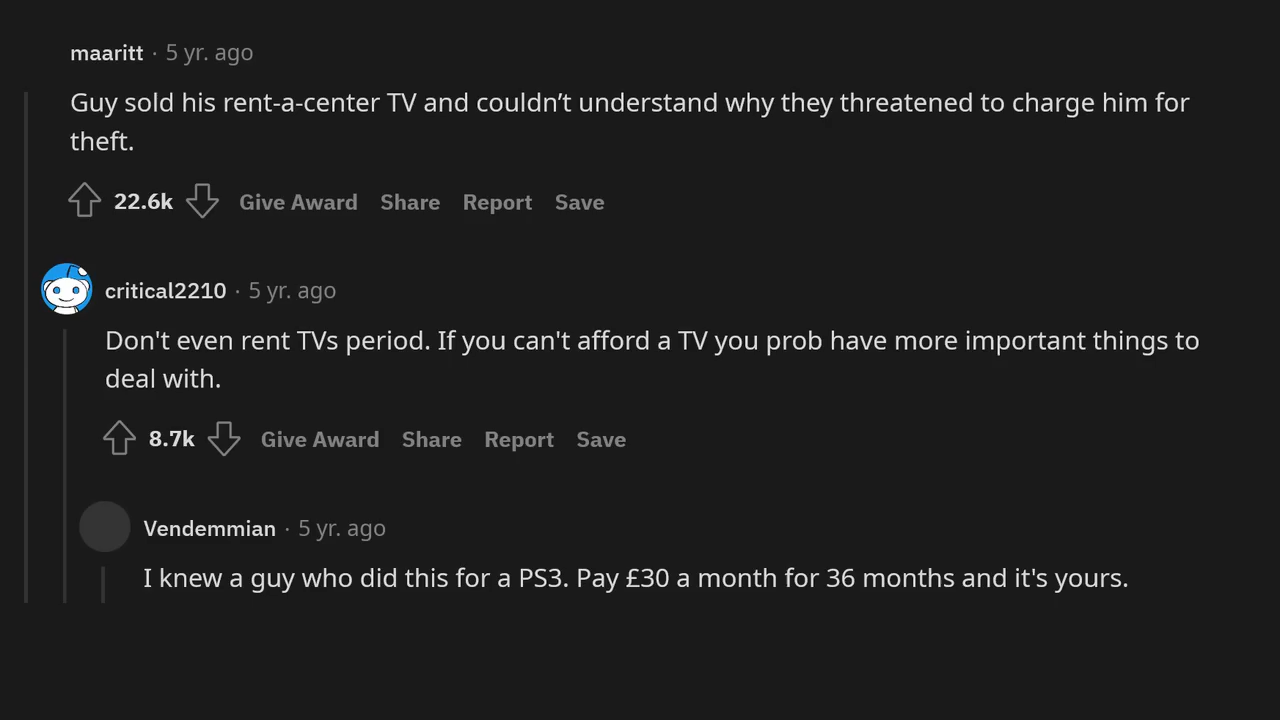 maaritt · 5 yr. ago
Guy sold his rent-a-center TV and couldn’t understand why they threatened to charge him for
theft.
22.6k Give Award Share Report Save
critical2210 · 5 yr. ago
Don't even rent TVs period. If you can't afford a TV you prob have more important things to
deal with.
8.7k Give Award Share Report Save
Vendemmian · 5 yr. ago
I knew a guy who did this for a PS3. Pay £30 a month for 36 months and it's yours.